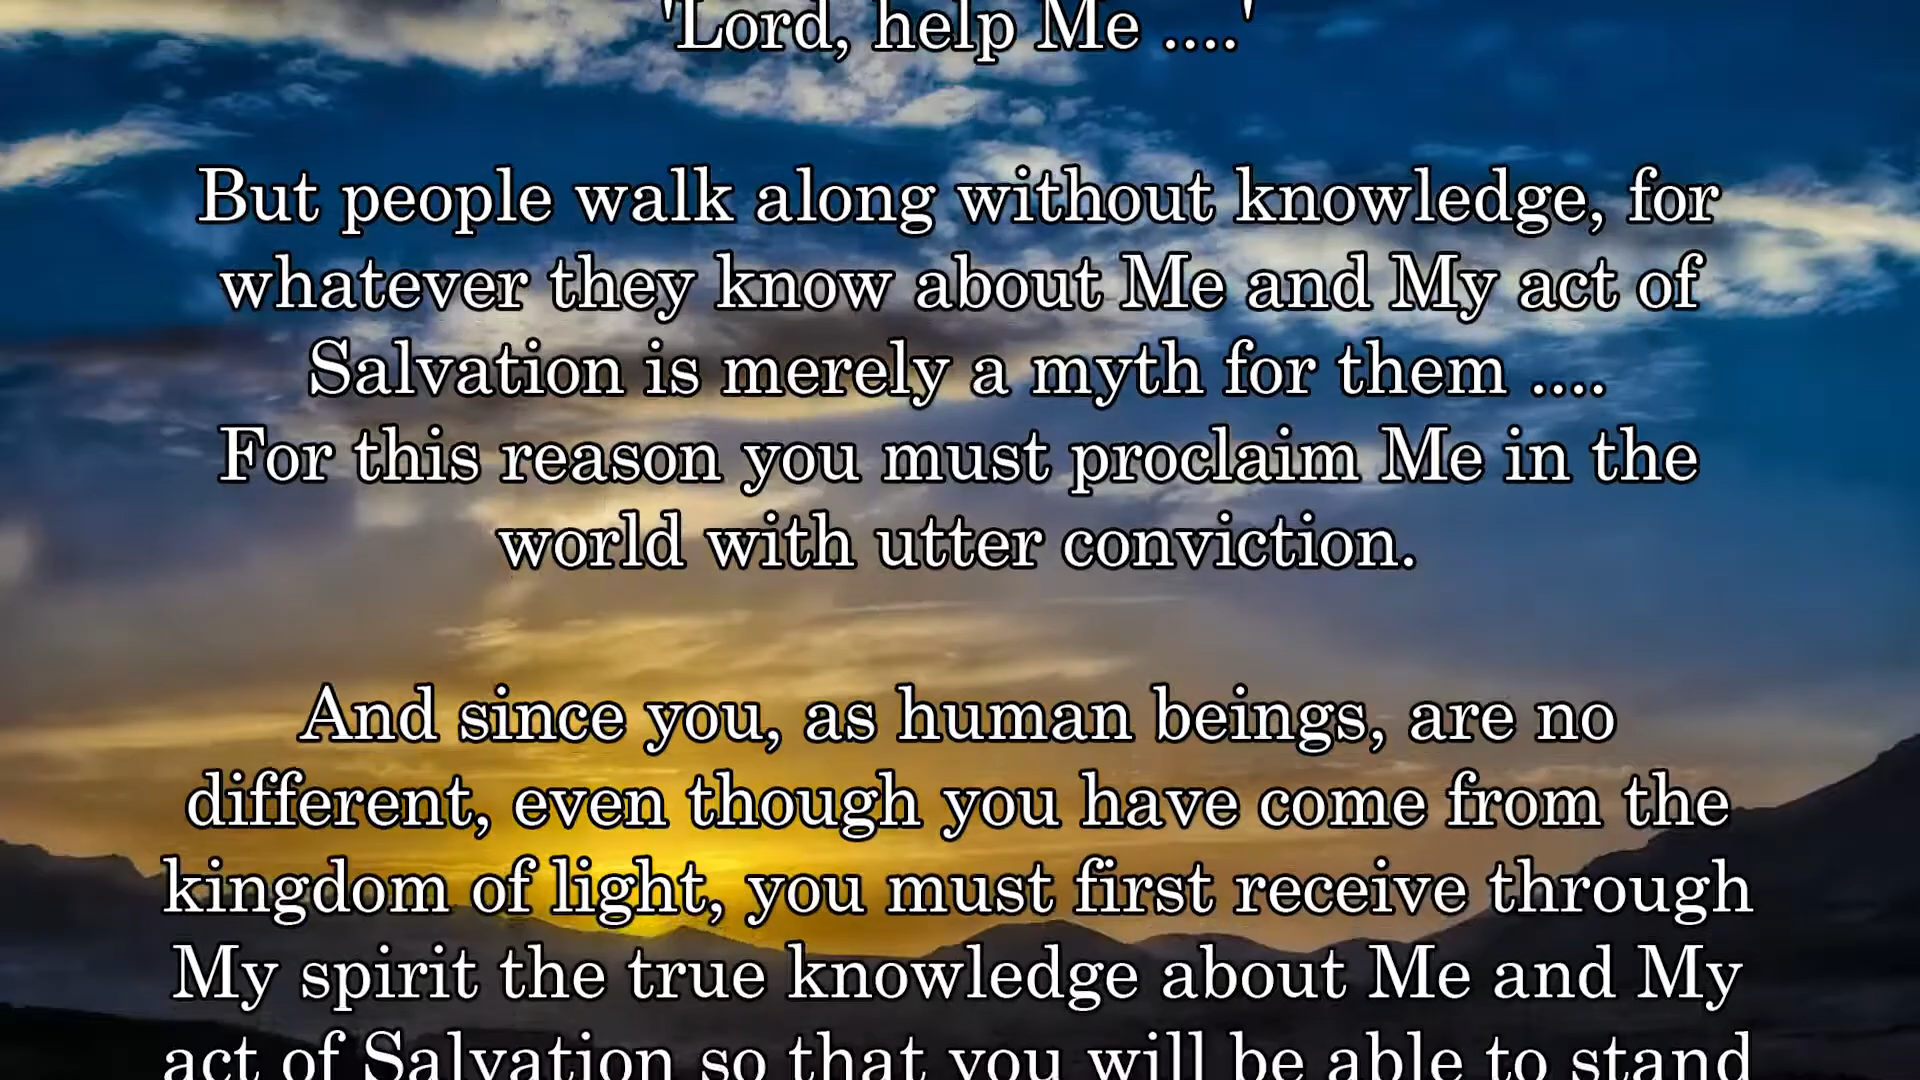 'Lord, help Me ....'
But people walk along without knowledge, for
whatever they know about Me and My act of
Salvation is merely a myth for them ....
For this reason you must proclaim Me in the
world with utter conviction.
And since you, as human beings, are no
different, even though you have come from the
kingdom of light, you must first receive through
My spirit the true knowledge about Me and My
act of Salvation so that you will be able to stand